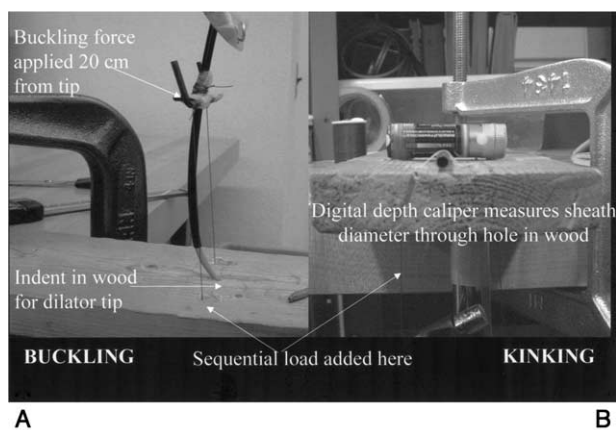 Buckling force
applied 20 cm
from tip
Digital depth caliper measures sheath
diameter through hole in wood
Indent in wood
for dilator tip
BUCKLING
Sequential load added here
KINKING
A
B